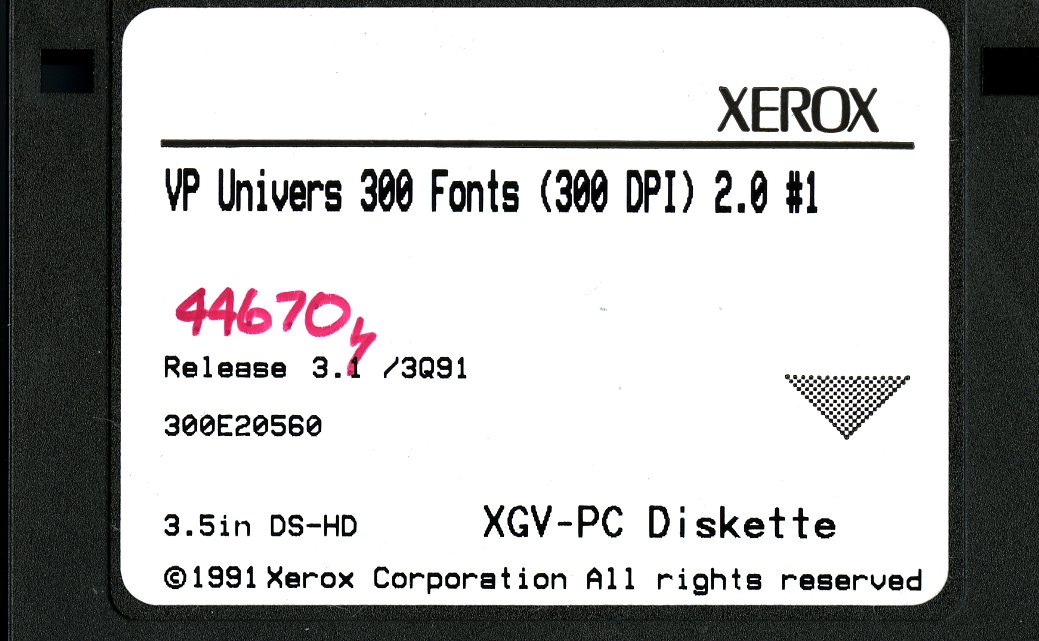 XEROX
VP Univers 300 Fonts (300 DPI) 2.0 #1
44670y
Release 3.1 /3Q91
300E20560
3.5in DS-HD XGV-PC Diskette
©1991 Xerox Corporation All rights reserved